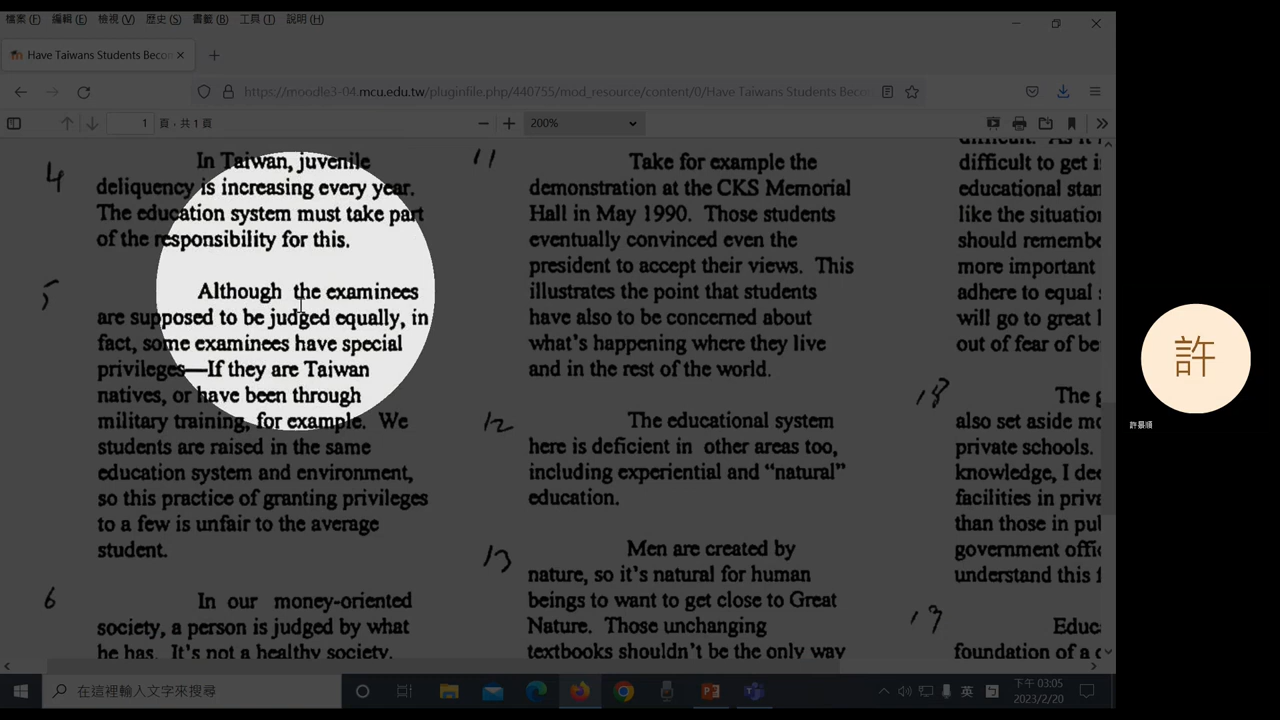 檔案 (F) 編輯 (E) 檢視 (V) 歷史 (S) 書籤 (B) 工具 (T) 說明 (H)
Have Taiwans Students Becon
https://moodle3-04.mcu.edu.tw/pluginfile.php/440755/mod_resource/content/0/Have Taiwans Students Becon
1 頁,共 1 頁
200%
4
In Taiwan, juvenile
deliquency is increasing every year.
The education system must take part
of the responsibility for this.
5
Although the examinees
are supposed to be judged equally, in
fact, some examinees have special
privileges—If they are Taiwan
natives, or have been through
military training, for example. We
students are raised in the same
education system and environment,
so this practice of granting privileges
to a few is unfair to the average
student.
6
In our money-oriented
society, a person is judged by what
he has. It's not a healthy society.
11
Take for example the
demonstration at the CKS Memorial
Hall in May 1990. Those students
eventually convinced even the
president to accept their views. This
illustrates the point that students
have also to be concerned about
what's happening where they live
and in the rest of the world.
12
The educational system
here is deficient in other areas too,
including experiential and “natural”
education.
13
Men are created by
nature, so it's natural for human
beings to want to get close to Great
Nature. Those unchanging
textbooks shouldn't be the only way
difficult. As it
difficult to get i
educational stan
like the situation
should remembe
more important
adhere to equal
will go to great l
out of fear of be
18
The g
also set aside mo
private schools.
knowledge, I dee
facilities in priva
than those in pub
government offic
understand this f
19
Educ
foundation of a c
許
許景順
在這裡輸入文字來搜尋
英
下午 03:05
2023/2/20